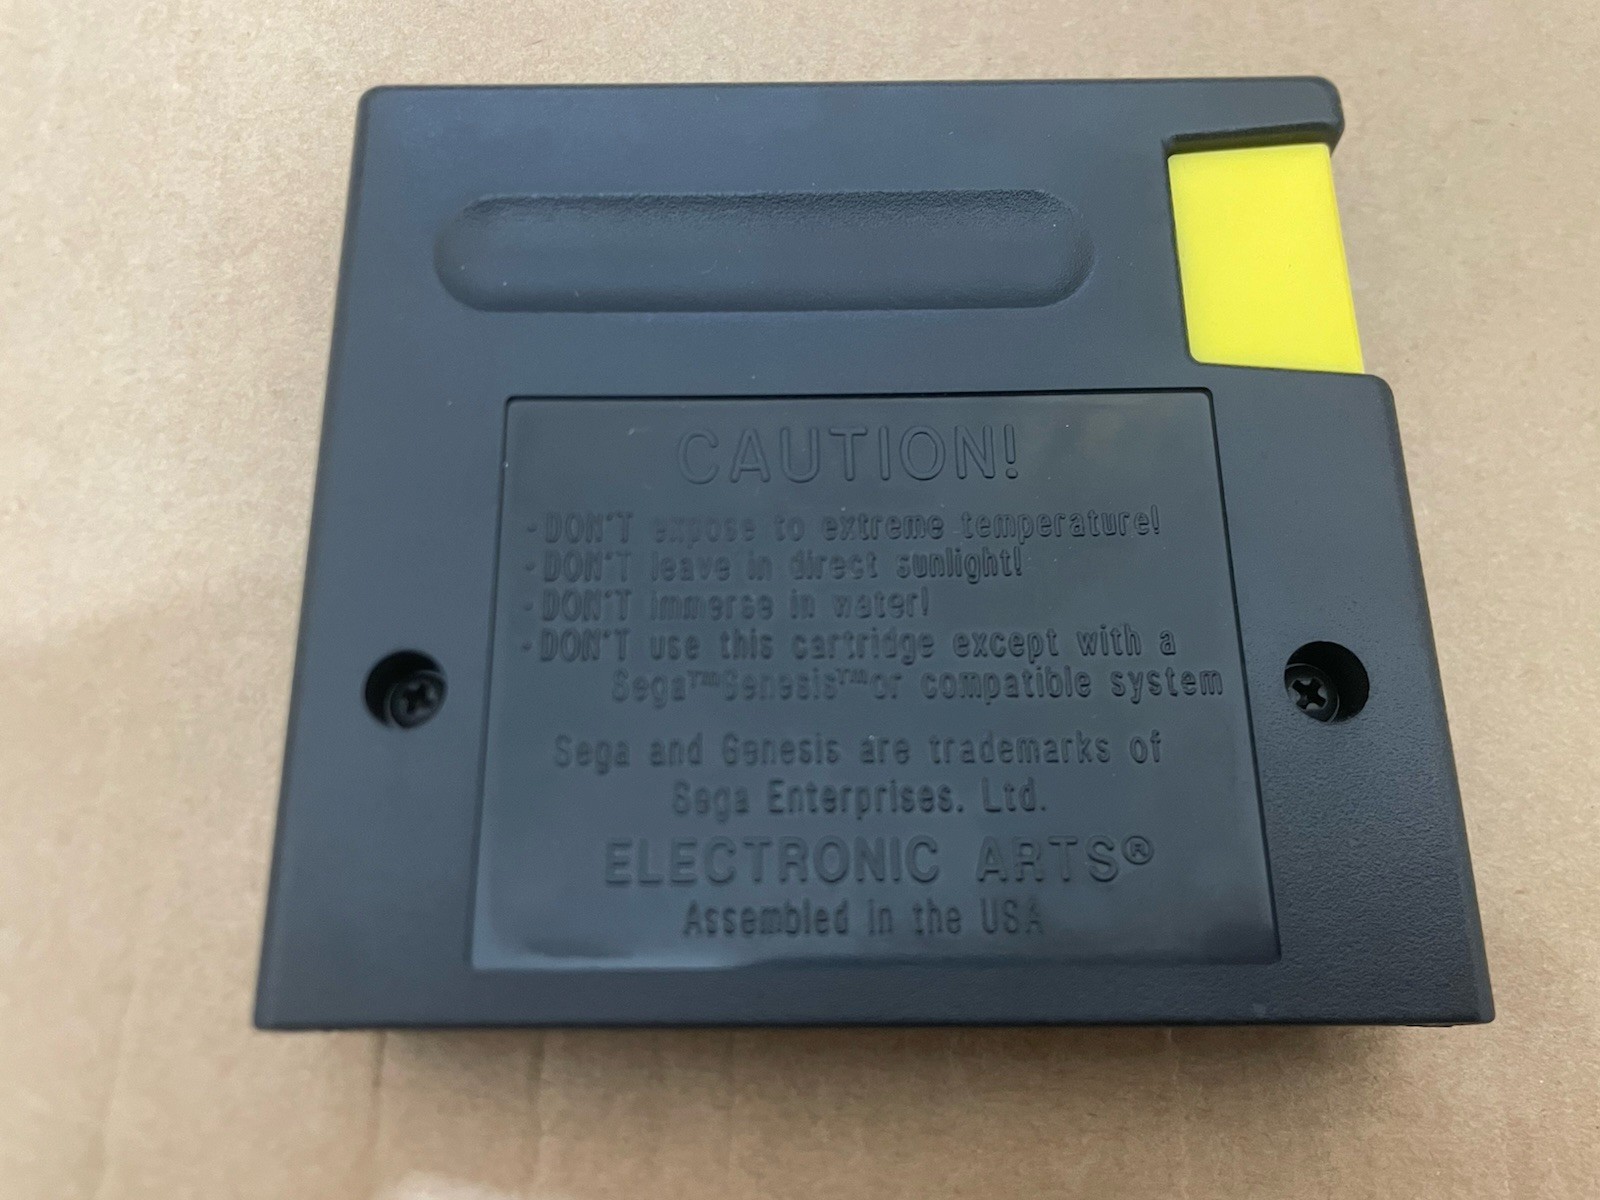 CAUTION!
-DON'T expose to extreme temperature!
-DON'T leave in direct sunlight!
-DON'T immerse in water!
-DON'T use this cartridge except with a
Sega™Genesis™or compatible system
Sega and Genesis are trademarks of
Sega Enterprises. Ltd.
ELECTRONIC ARTS®
Assembled in the USA